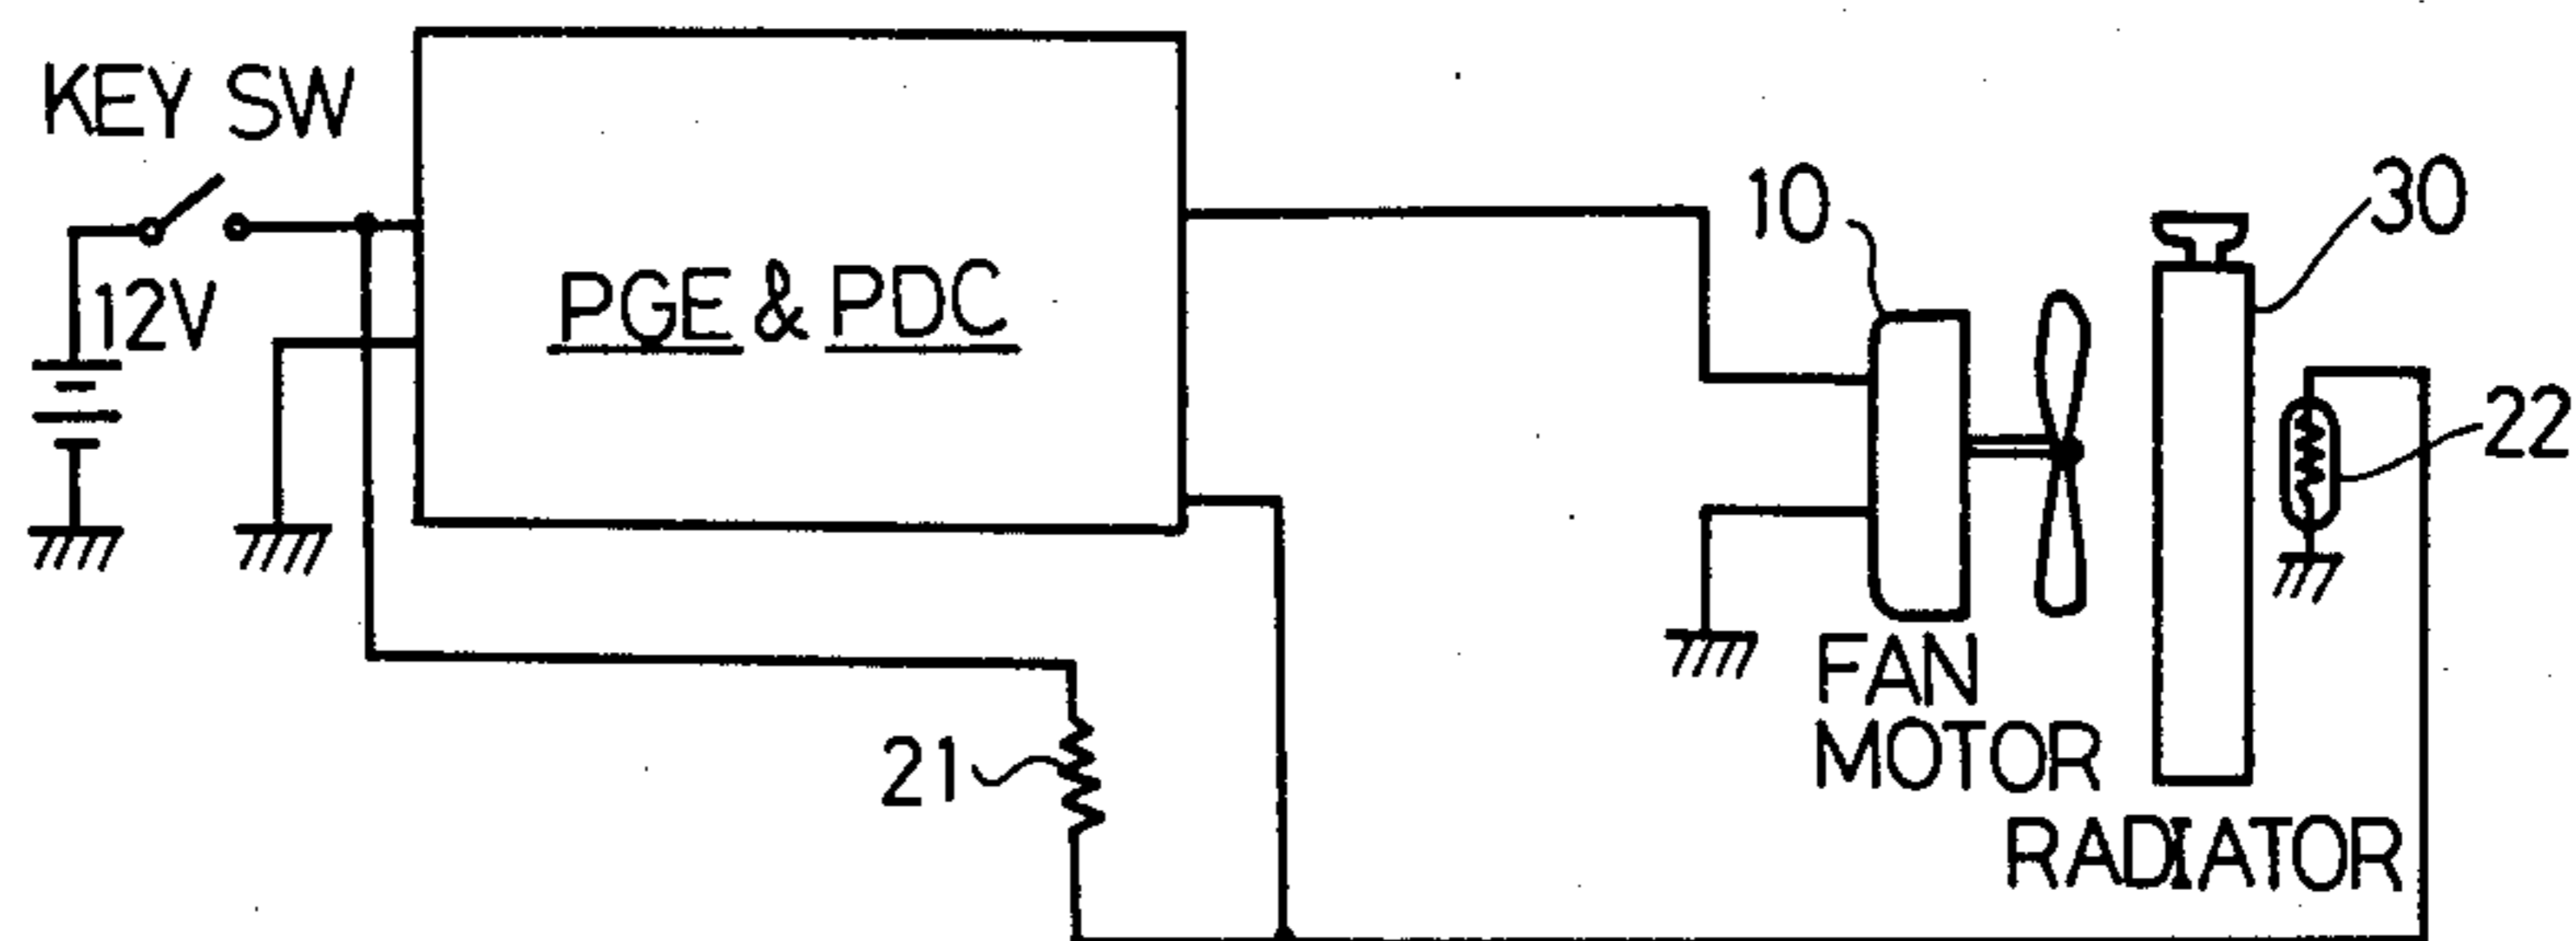 KEY SW
12V
PGE & PDC
10
30
22
FAN
MOTOR
21
RADIATOR